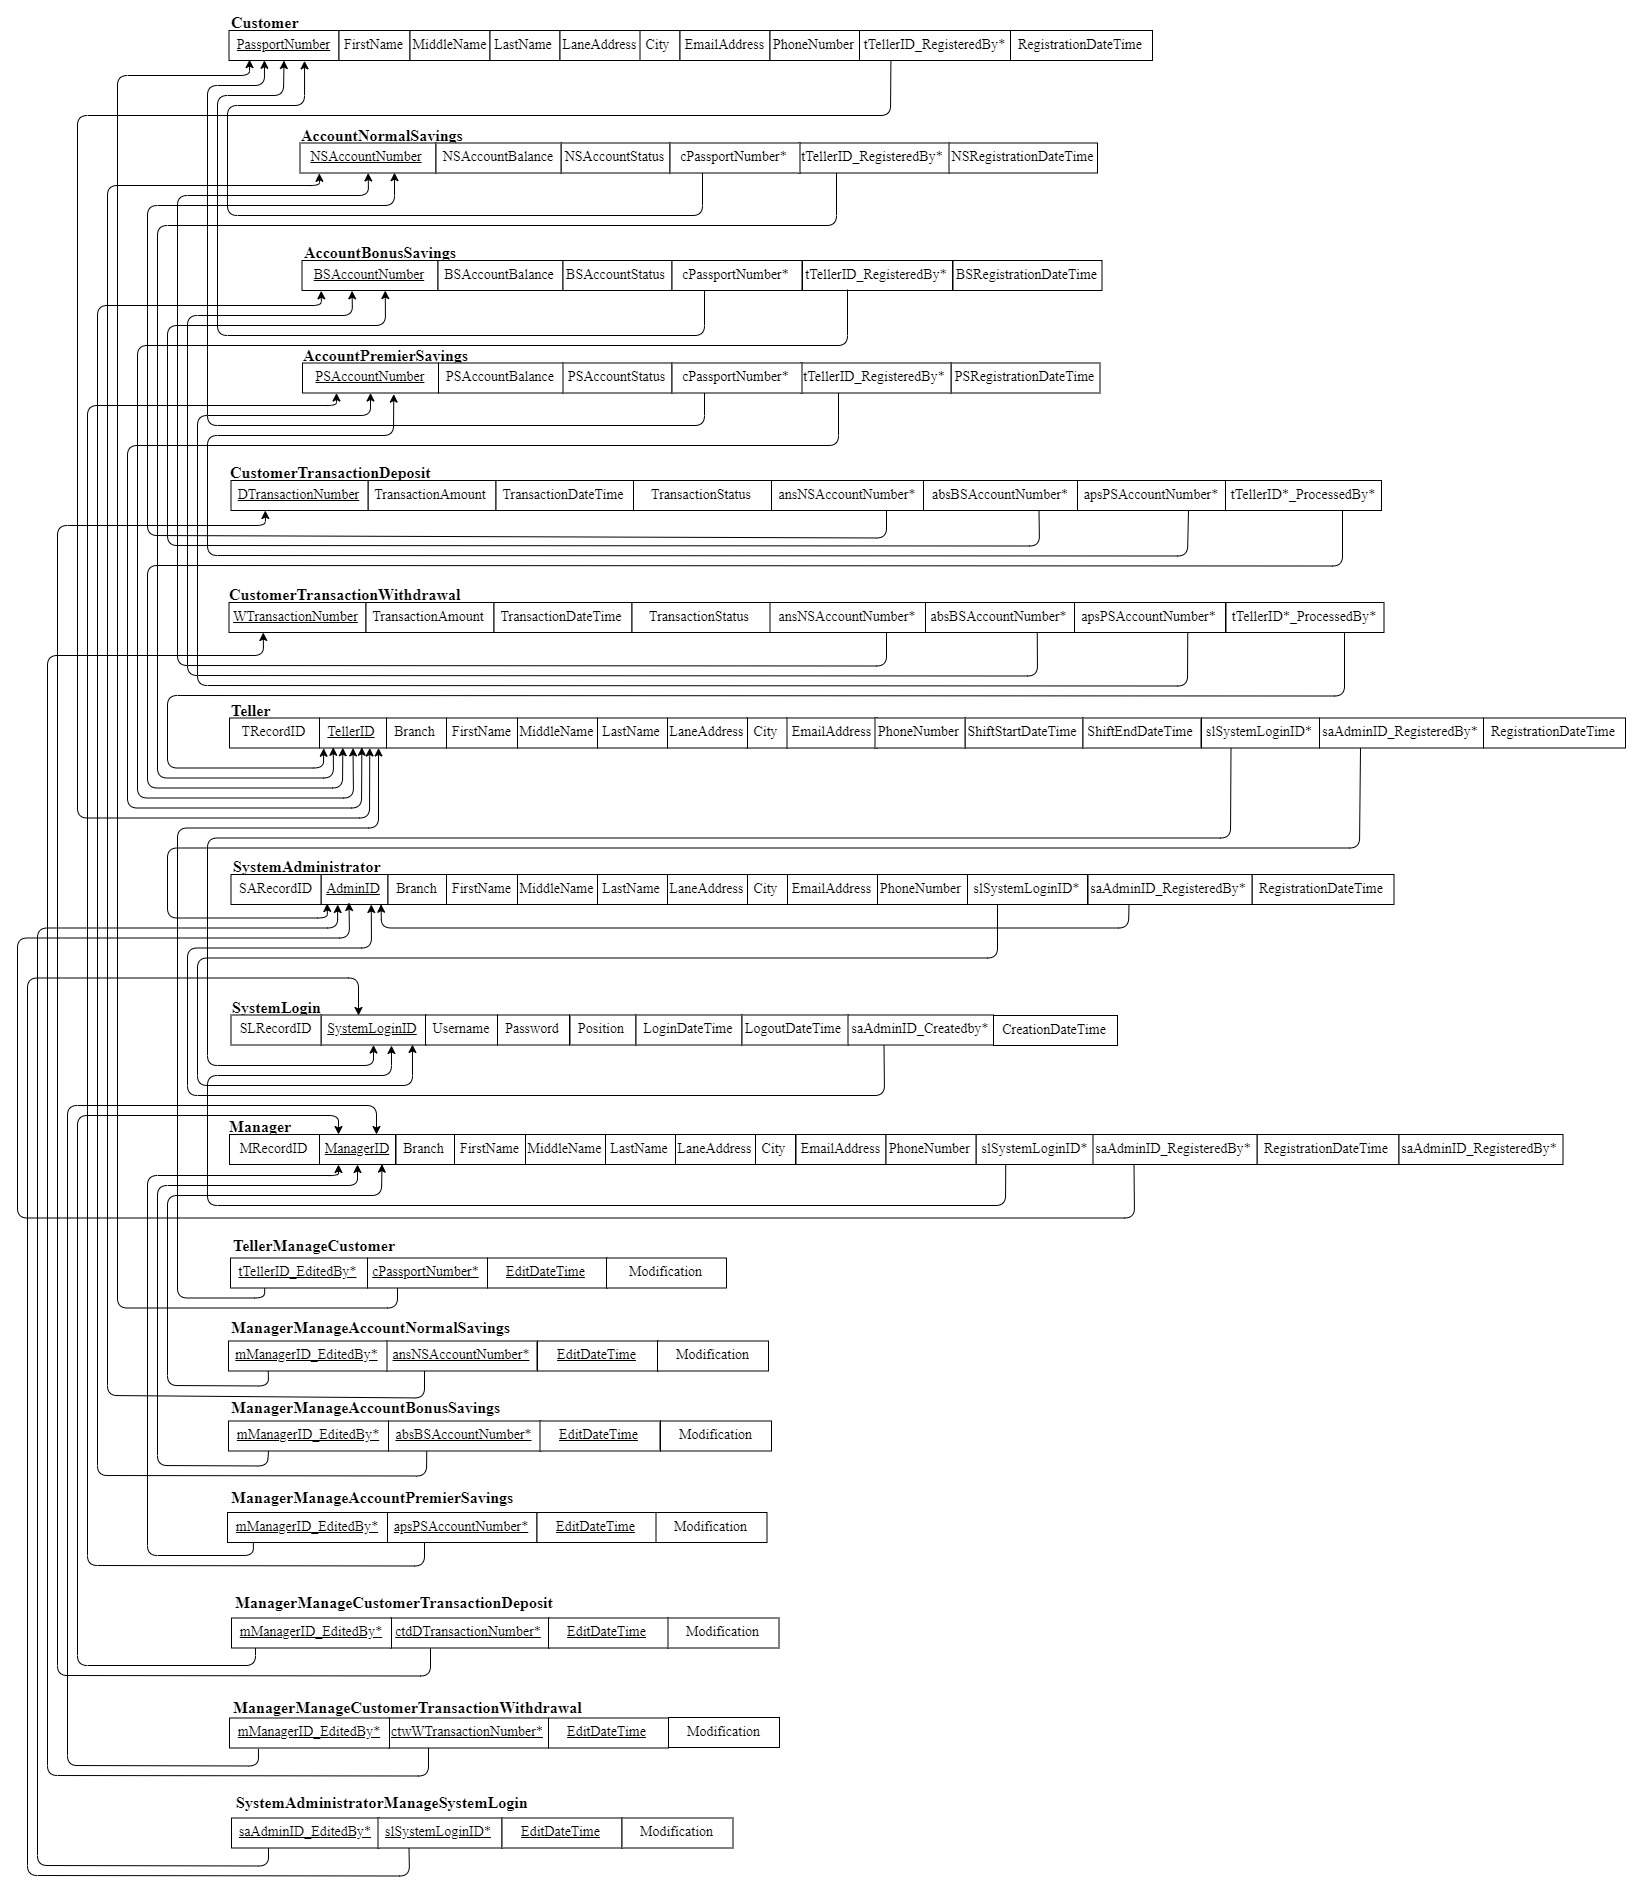 Customer
PassportNumber FirstName MiddleName LastName LaneAddress City EmailAddress PhoneNumber tTellerID_RegisteredBy* RegistrationDateTime
AccountNormalSavings
NSAccountNumber NSAccountBalance NSAccountStatus cPassportNumber* tTellerID_RegisteredBy* NSRegistrationDateTime
AccountBonusSavings
BSAccountNumber BSAccountBalance BSAccountStatus cPassportNumber* tTellerID_RegisteredBy* BSRegistrationDateTime
AccountPremierSavings
PSAccountNumber PSAccountBalance PSAccountStatus cPassportNumber* tTellerID_RegisteredBy* PSRegistrationDateTime
CustomerTransactionDeposit
DTransactionNumber TransactionAmount TransactionDateTime TransactionStatus ansNSAccountNumber* absBSAccountNumber* apsPSAccountNumber* tTellerID*_ProcessedBy*
CustomerTransactionWithdrawal
WTransactionNumber TransactionAmount TransactionDateTime TransactionStatus ansNSAccountNumber* absBSAccountNumber* apsPSAccountNumber* tTellerID*_ProcessedBy*
Teller
TRecordID TellerID Branch FirstName MiddleName LastName LaneAddress City EmailAddress PhoneNumber ShiftStartDateTime ShiftEndDateTime slSystemLoginID* saAdminID_RegisteredBy* RegistrationDateTime
SystemAdministrator
SARecordID AdminID Branch FirstName MiddleName LastName LaneAddress City EmailAddress PhoneNumber slSystemLoginID* saAdminID_RegisteredBy* RegistrationDateTime
SystemLogin
SLRecordID SystemLoginID Username Password Position LoginDateTime LogoutDateTime saAdminID_Createdby* CreationDateTime
Manager
MRecordID ManagerID Branch FirstName MiddleName LastName LaneAddress City EmailAddress PhoneNumber slSystemLoginID* saAdminID_RegisteredBy* RegistrationDateTime saAdminID_RegisteredBy*
TellerManageCustomer
tTellerID_EditedBy* cPassportNumber* EditDateTime Modification
ManagerManageAccountNormalSavings
mManagerID_EditedBy* ansNSAccountNumber* EditDateTime Modification
ManagerManageAccountBonusSavings
mManagerID_EditedBy* absBSAccountNumber* EditDateTime Modification
ManagerManageAccountPremierSavings
mManagerID_EditedBy* apsPSAccountNumber* EditDateTime Modification
ManagerManageCustomerTransactionDeposit
mManagerID_EditedBy* ctdDTransactionNumber* EditDateTime Modification
ManagerManageCustomerTransactionWithdrawal
mManagerID_EditedBy* ctwWTransactionNumber* EditDateTime Modification
SystemAdministratorManageSystemLogin
saAdminID_EditedBy* slSystemLoginID* EditDateTime Modification